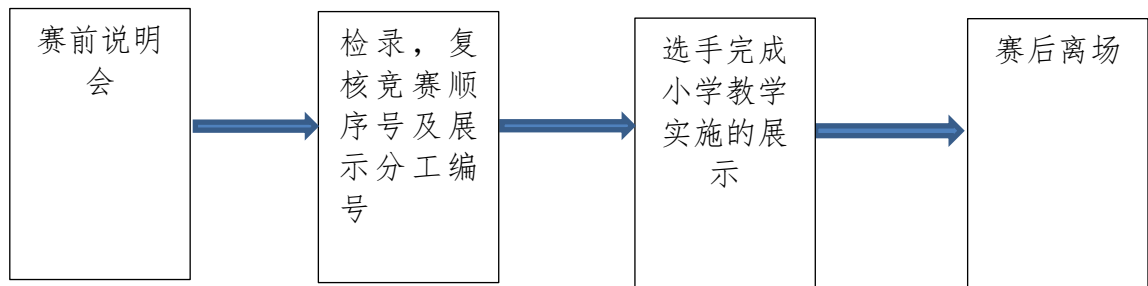 赛前说明
会
检录，复
核竞赛顺
序号及展
示分工编
号
选手完成
小学教学
实施的展
示
赛后离场